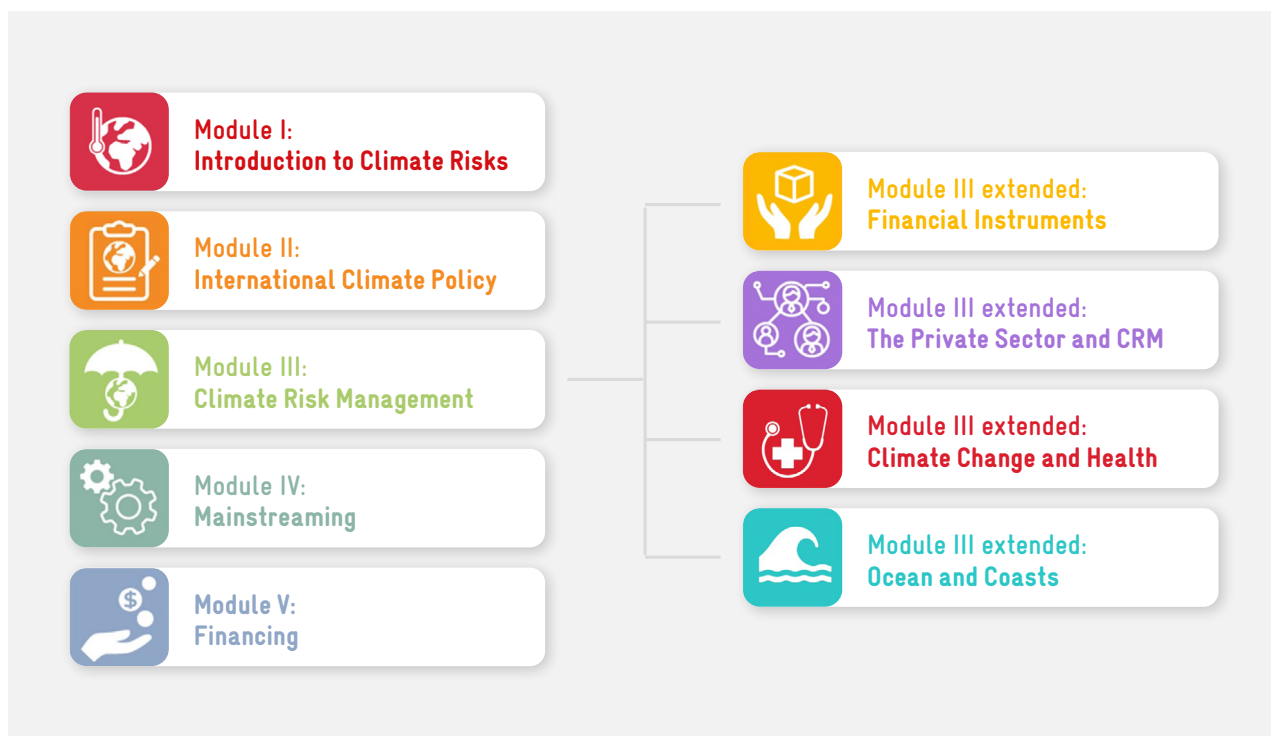 Module I:
Introduction to Climate Risks
Module II:
International Climate Policy
Module III:
Climate Risk Management
Module IV:
Mainstreaming
$
Module V:
Financing
Module III extended:
Financial Instruments
Module III extended:
The Private Sector and CRM
Module III extended:
Climate Change and Health
Module III extended:
Ocean and Coasts